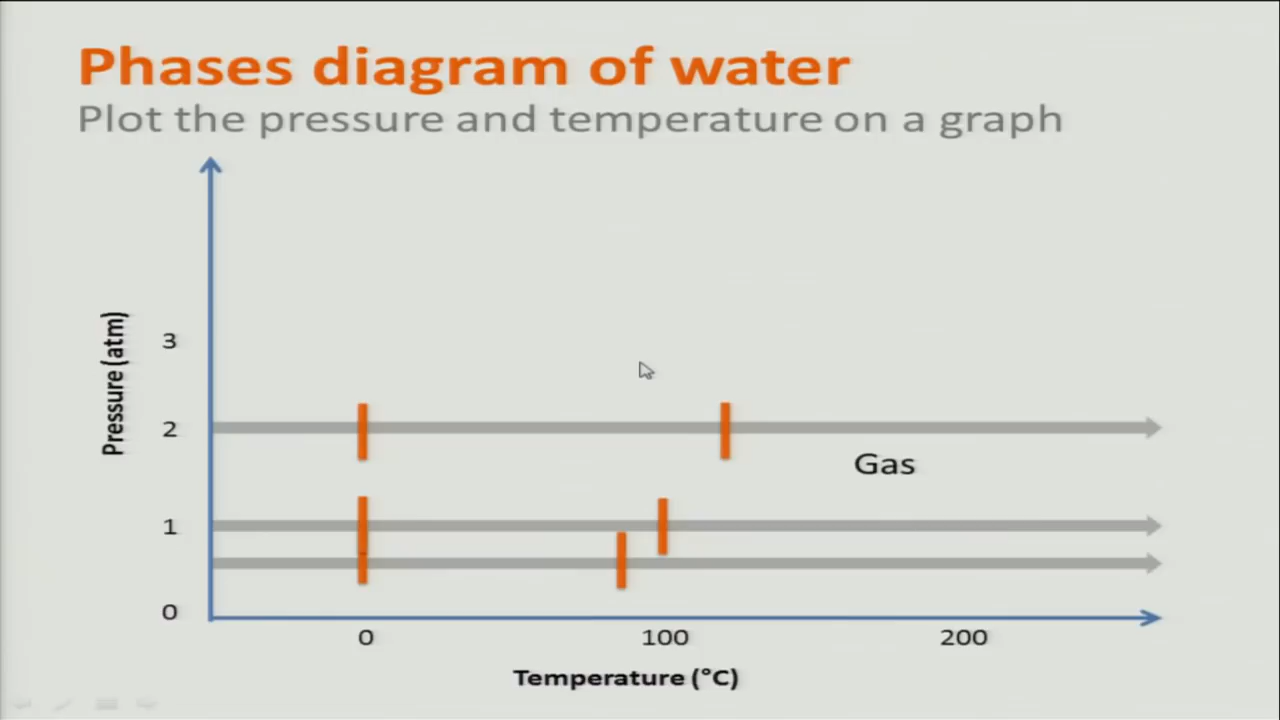 Phases diagram of water
Plot the pressure and temperature on a graph
Pressure (atm)
3
2
Gas
1
0
0 100 200
Temperature (°C)